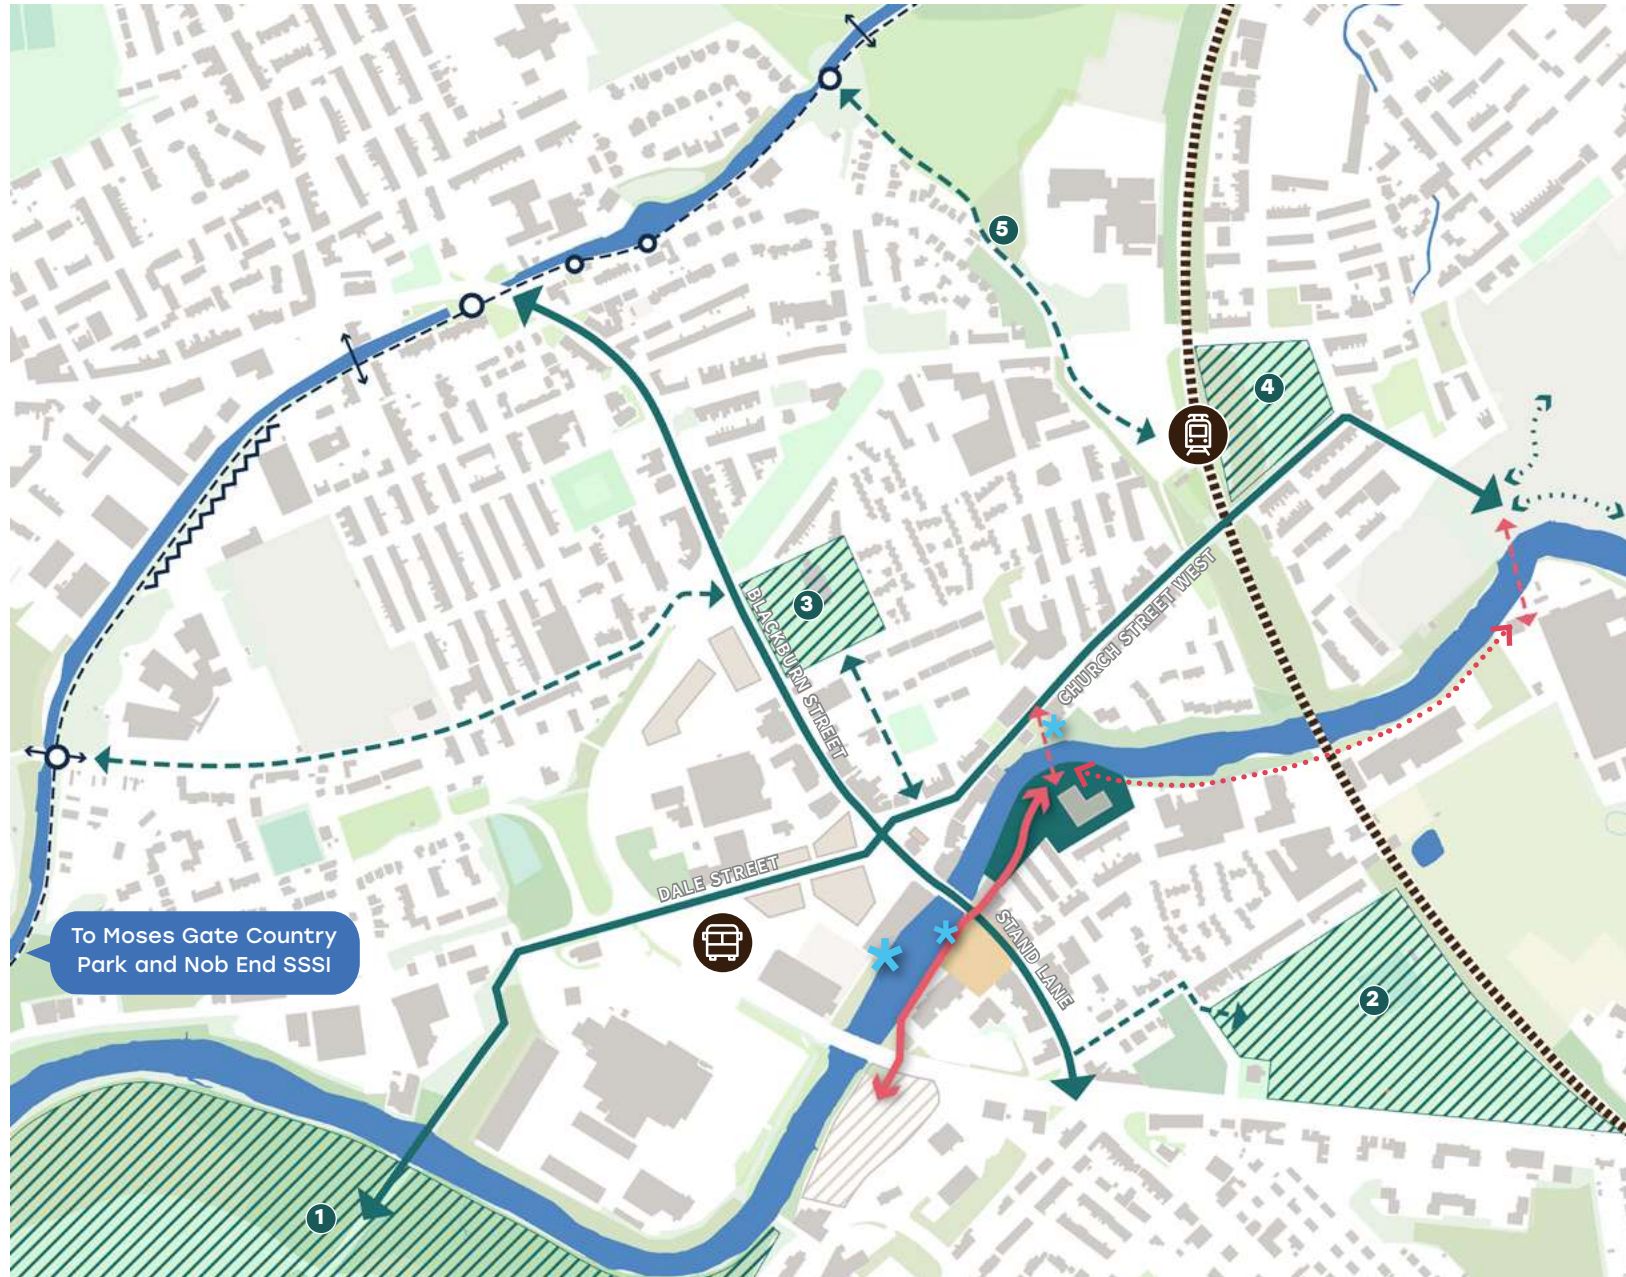 5
4
3
BLACKBURN STREET
CHURCH STREET WEST
DALE STREET
STAND LANE
To Moses Gate Country
Park and Nob End SSSI
2
1